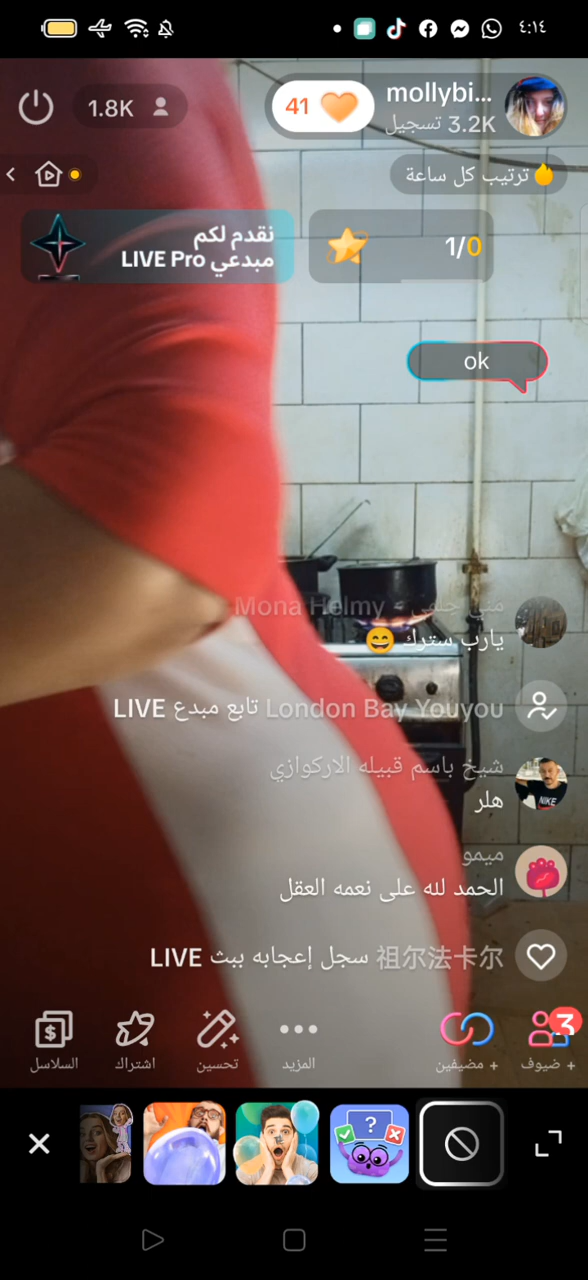 ٤:١٤
1.8K
41
mollybi...
3.2K تسجيل
ترتيب كل ساعة
نقدم لكم
مبدعي LIVE Pro
1/0
ok
منى حلمى - Mona Helmy
يارب سترك 😄
London Bay Youyou تابع مبدع LIVE
شيخ باسم قبيله الاركوازي
هلر
NIKE
ميمو
الحمد لله على نعمه العقل
祖尔法卡尔 سجل إعجابه ببث LIVE
3
+ ضيوف
+ مضيفين
المزيد
تحسين
اشتراك
السلاسل